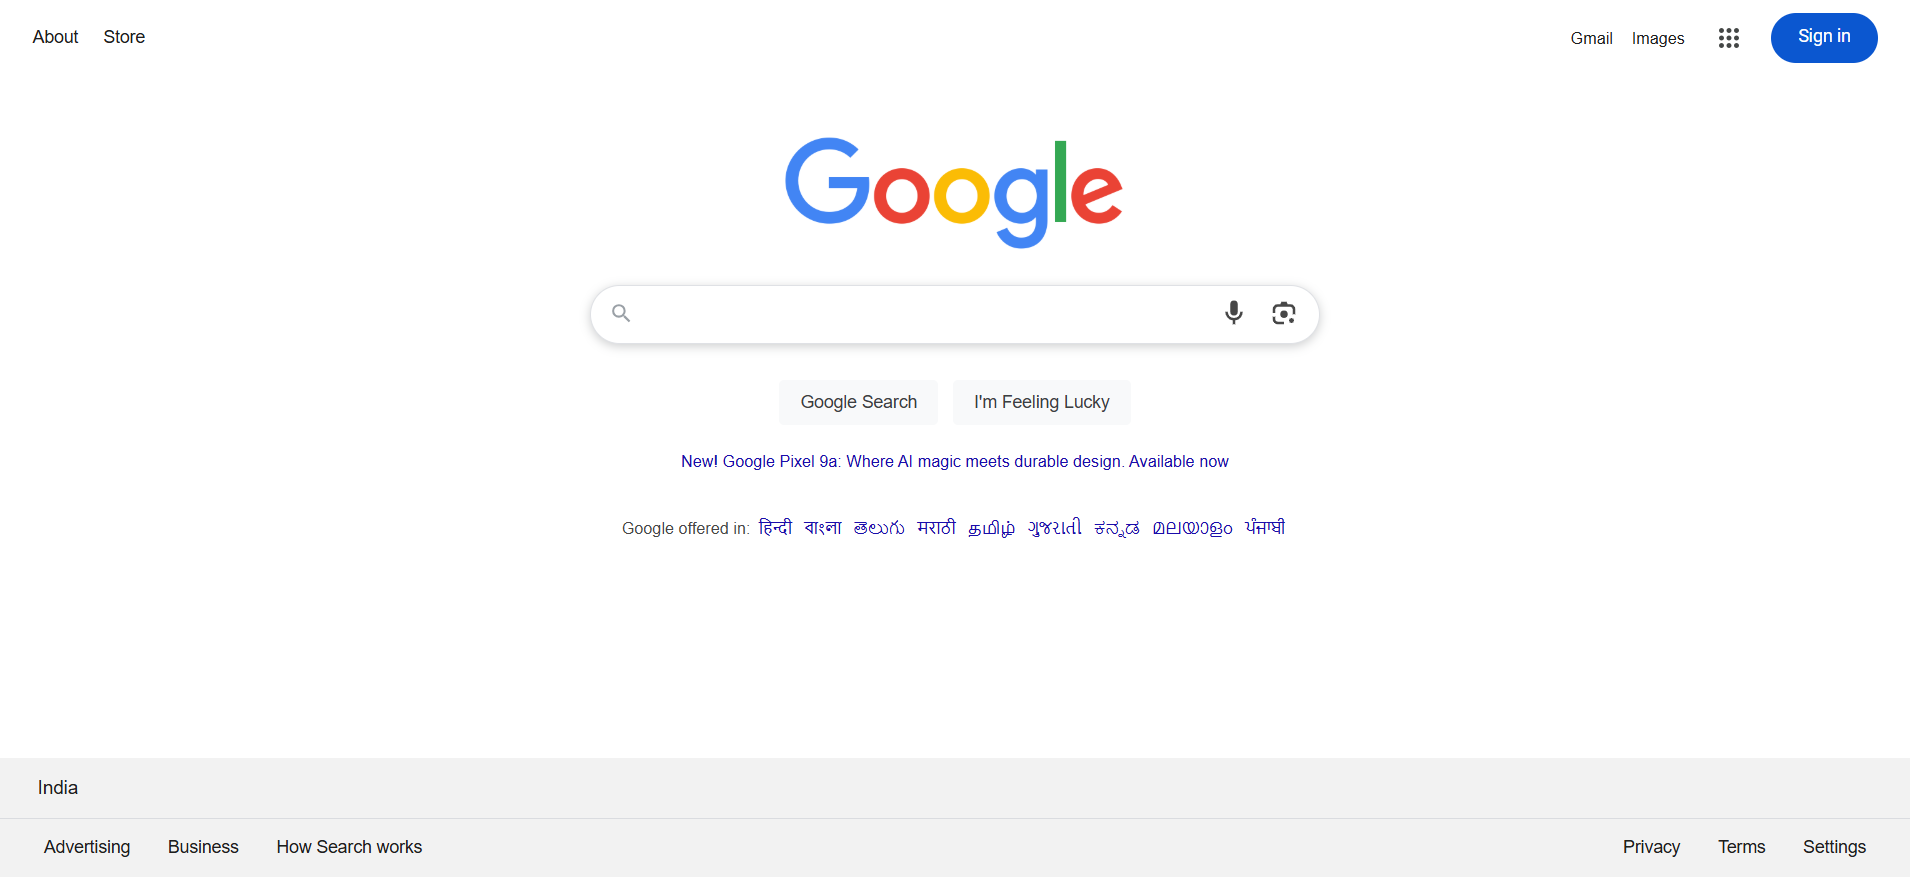 About Store Gmail Images Sign in
Google
Google Search I'm Feeling Lucky
New! Google Pixel 9a: Where AI magic meets durable design. Available now
Google offered in: हिन्दी বাংলা తెలుగు मराठी தமிழ் ગુજરાતી ಕನ್ನಡ മലയാളം ਪੰਜਾਬੀ
India
Advertising Business How Search works Privacy Terms Settings